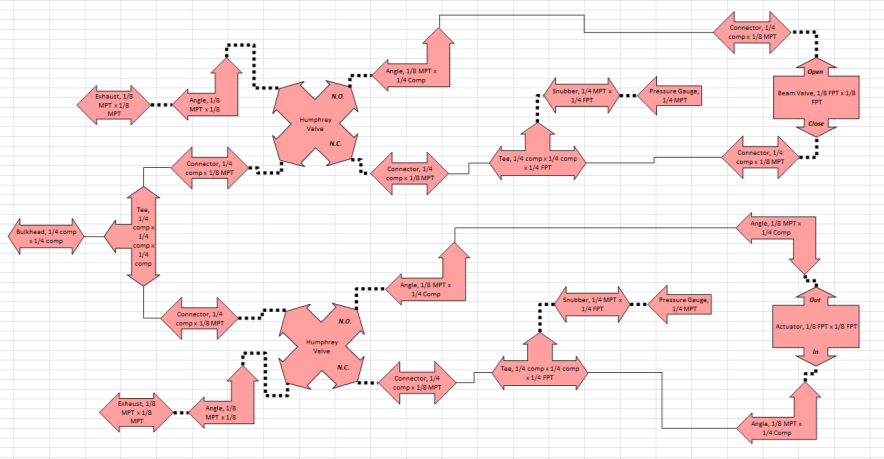 Connector, 1/4
comp x 1/8 MPT
Angle, 1/8 MPT x
1/4 Comp
Open
Beam Valve, 1/8 FPT x 1/8
FPT
Close
Exhaust, 1/8
MPT x 1/8
MPT
Angle, 1/8
MPT x 1/8
N.O.
Humphrey
Valve
N.C.
Snubber, 1/4 MPT x
1/4 FPT
Pressure Gauge,
1/4 MPT
Connector, 1/4
comp x 1/8 MPT
Connector, 1/4
comp x 1/8 MPT
Tee, 1/4 comp x 1/4 comp
x 1/4 FPT
Connector, 1/4
comp x 1/8 MPT
Tee,
1/4
comp x
1/4
comp x
1/4
comp
Bulkhead, 1/4 comp
x 1/4 comp
Angle, 1/8 MPT x
1/4 Comp
Angle, 1/8 MPT x
1/4 Comp
Out
Actuator, 1/8 FPT x 1/8 FPT
In
Connector, 1/4
comp x 1/8 MPT
N.O.
Humphrey
Valve
N.C.
Snubber, 1/4 MPT x
1/4 FPT
Pressure Gauge,
1/4 MPT
Tee, 1/4 comp x 1/4 comp
x 1/4 FPT
Connector, 1/4
comp x 1/8 MPT
Exhaust, 1/8
MPT x 1/8
MPT
Angle, 1/8
MPT x 1/8
Angle, 1/8 MPT x
1/4 Comp